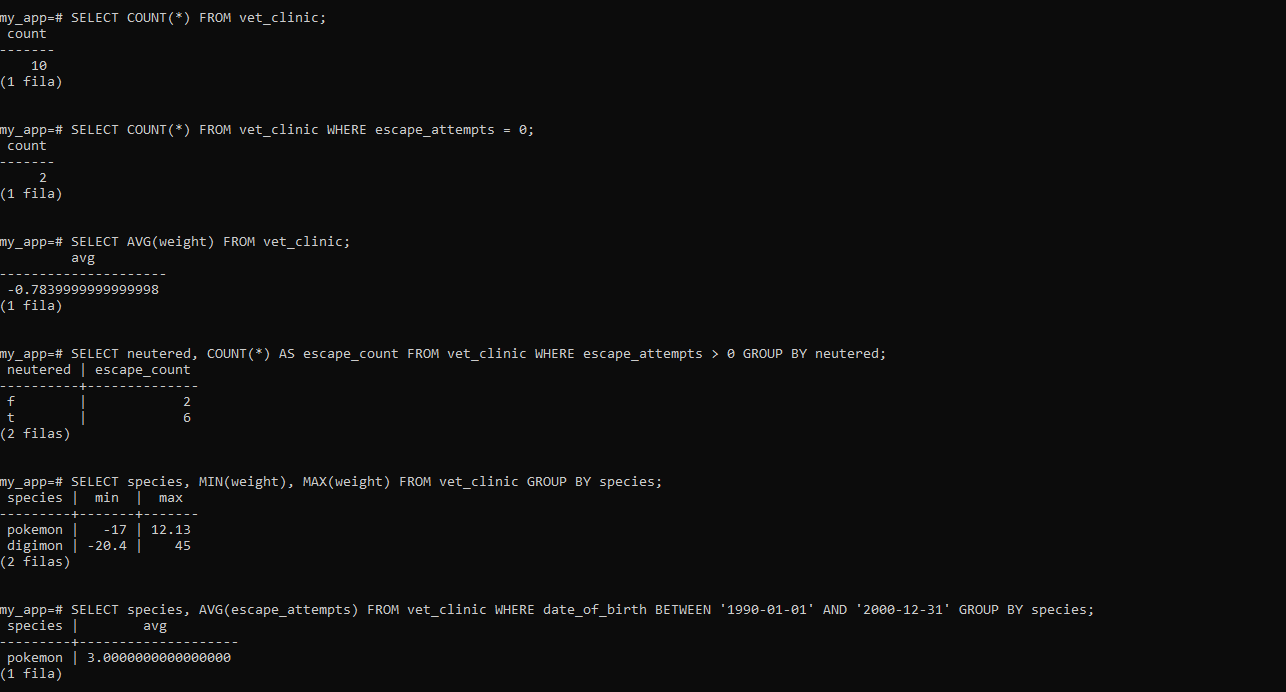 my_app=# SELECT COUNT(*) FROM vet_clinic;
 count
-------
    10
(1 fila)
my_app=# SELECT COUNT(*) FROM vet_clinic WHERE escape_attempts = 0;
 count
-------
     2
(1 fila)
my_app=# SELECT AVG(weight) FROM vet_clinic;
         avg
---------------------
 -0.7839999999999998
(1 fila)
my_app=# SELECT neutered, COUNT(*) AS escape_count FROM vet_clinic WHERE escape_attempts > 0 GROUP BY neutered;
 neutered | escape_count
----------+--------------
 f        |            2
 t        |            6
(2 filas)
my_app=# SELECT species, MIN(weight), MAX(weight) FROM vet_clinic GROUP BY species;
 species |  min  |  max
---------+-------+-------
 pokemon |   -17 | 12.13
 digimon | -20.4 |    45
(2 filas)
my_app=# SELECT species, AVG(escape_attempts) FROM vet_clinic WHERE date_of_birth BETWEEN '1990-01-01' AND '2000-12-31' GROUP BY species;
 species |        avg
---------+--------------------
 pokemon | 3.0000000000000000
(1 fila)